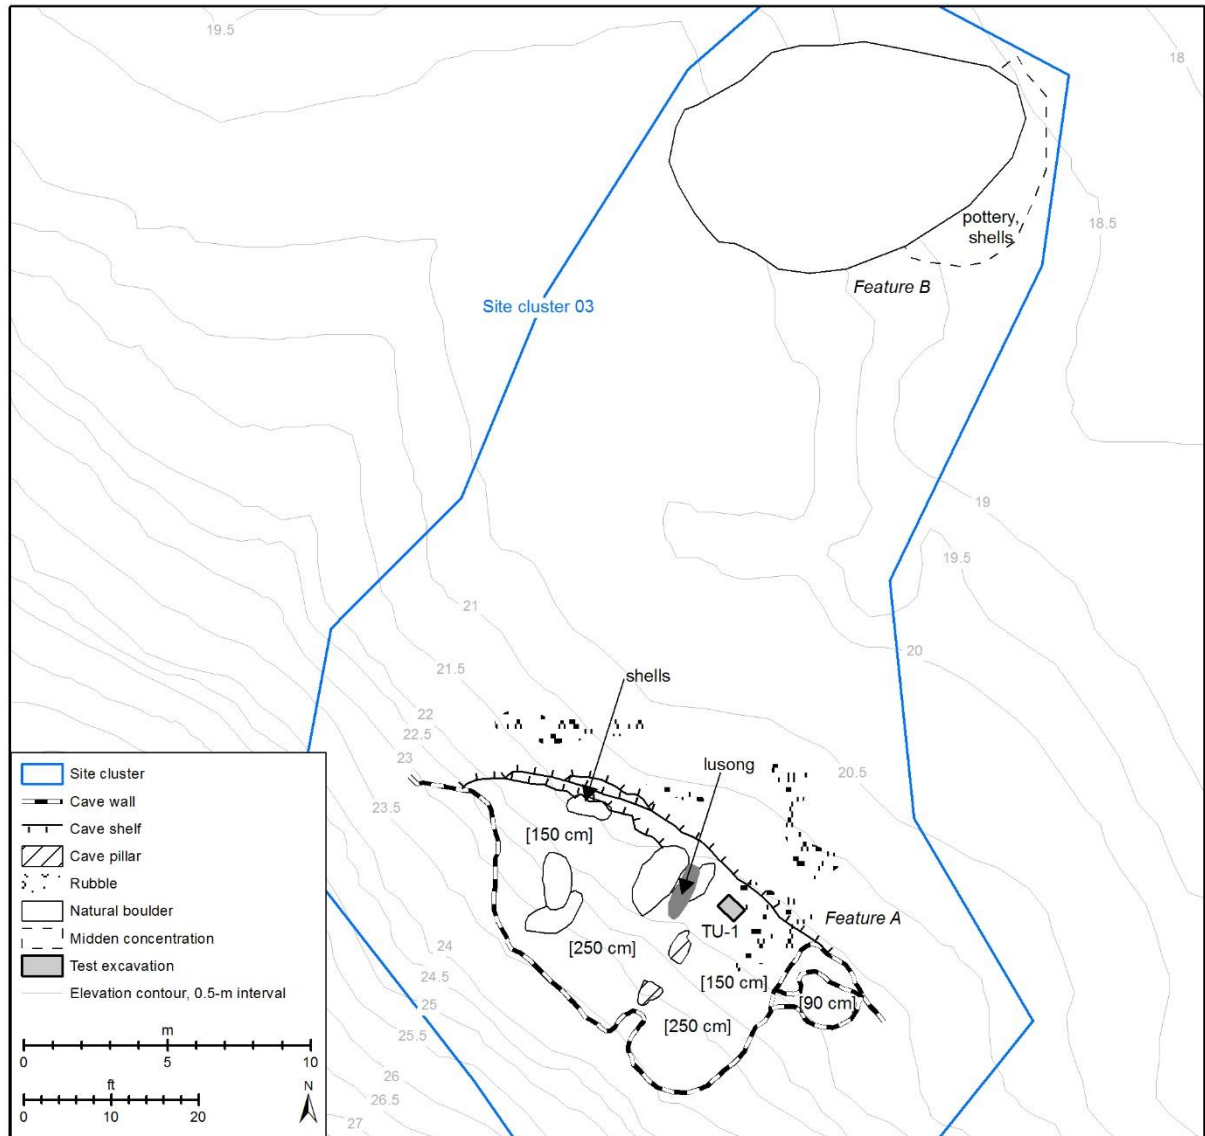 19.5
18
pottery,
shells
18.5
Feature B
Site cluster 03
19
19.5
21
20
21.5
shells
22
22.5
lusong
23
20.5
23.5
[150 cm]
Feature A
TU-1
24
[250 cm]
24.5
[150 cm]
25
[90 cm]
25.5
[250 cm]
26
26.5
27
Site cluster
Cave wall
Cave shelf
Cave pillar
Rubble
Natural boulder
Midden concentration
Test excavation
Elevation contour, 0.5-m interval
m
0 5 10
ft
0 10 20
N